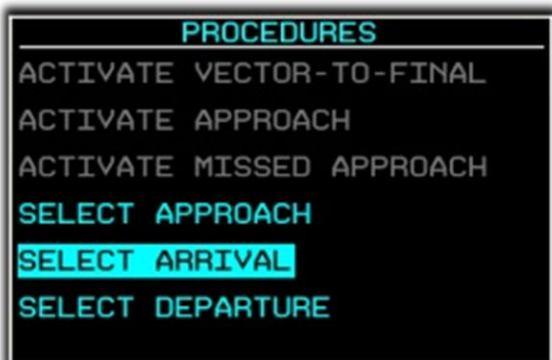 PROCEDURES
ACTIVATE VECTOR-TO-FINAL
ACTIVATE APPROACH
ACTIVATE MISSED APPROACH
SELECT APPROACH
SELECT ARRIVAL
SELECT DEPARTURE